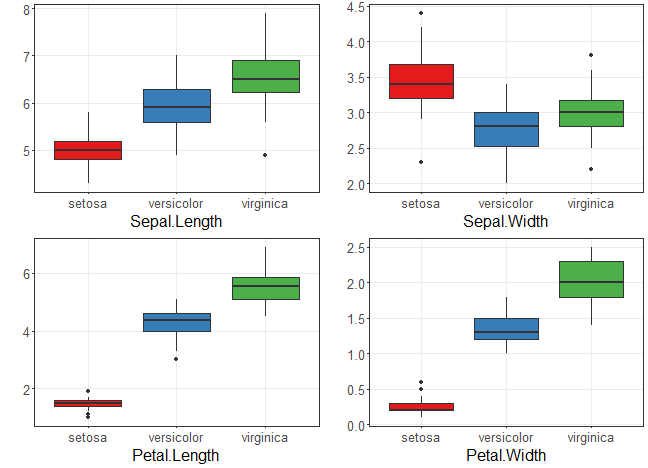 8
7
6
5
setosa versicolor virginica
Sepal.Length
4.5
4.0
3.5
3.0
2.5
2.0
setosa versicolor virginica
Sepal.Width
6
4
2
setosa versicolor virginica
Petal.Length
2.5
2.0
1.5
1.0
0.5
0.0
setosa versicolor virginica
Petal.Width